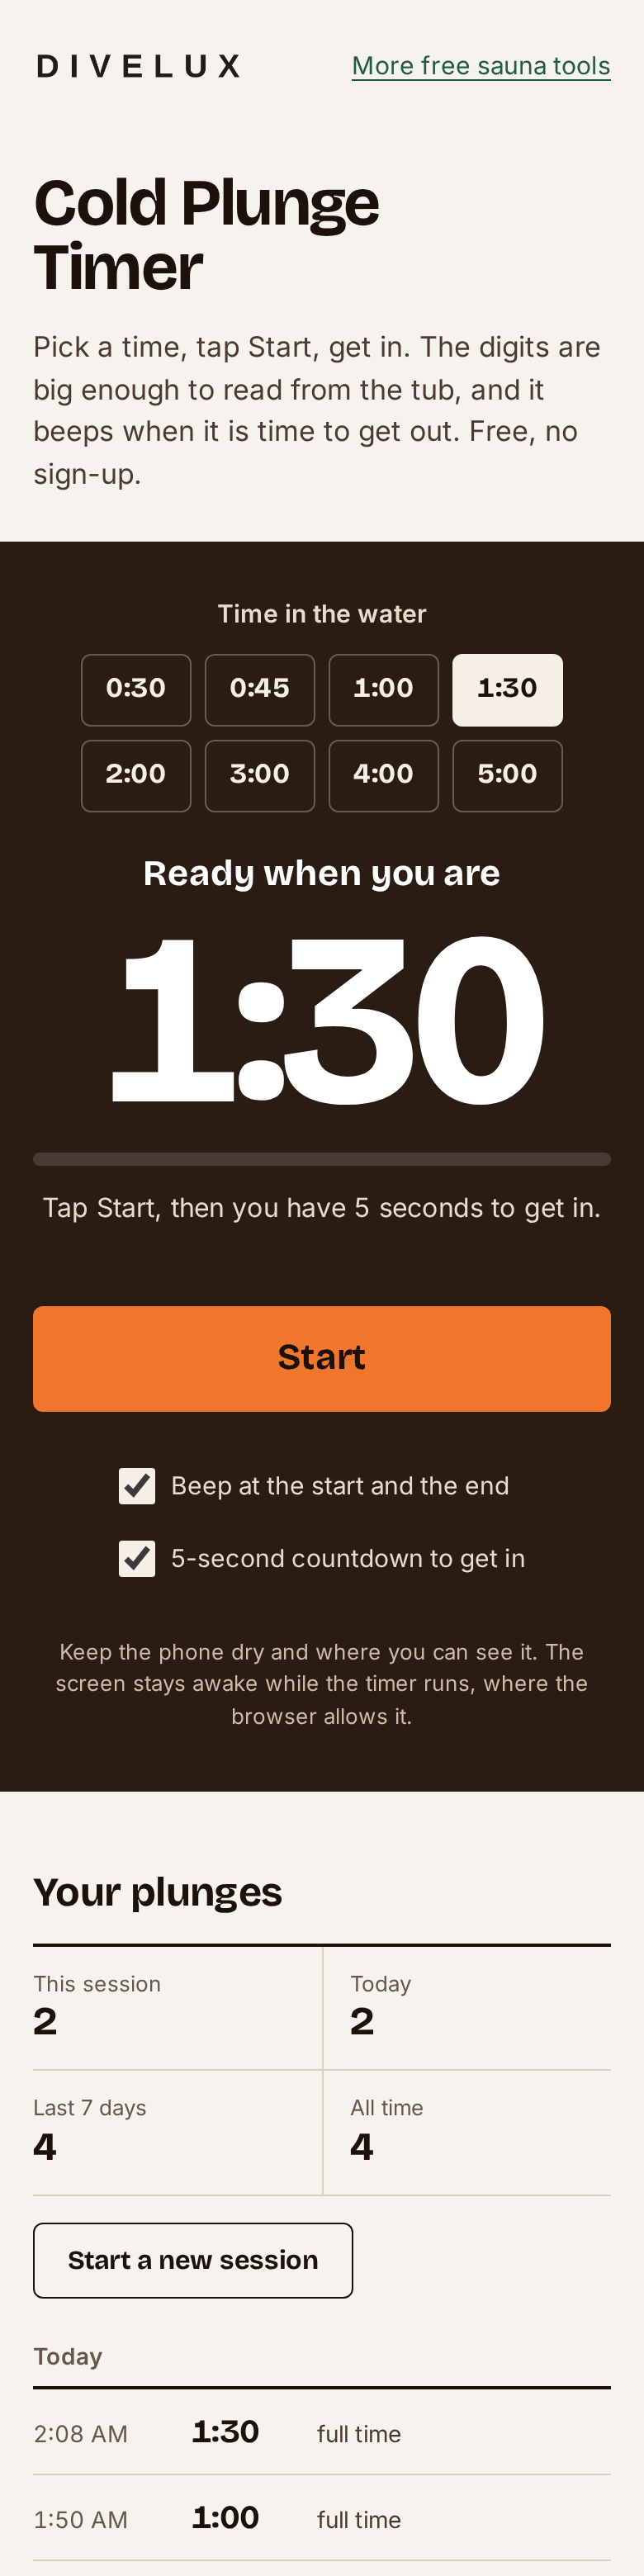 DIVELUX
More free sauna tools
Cold Plunge
Timer
Pick a time, tap Start, get in. The digits are
big enough to read from the tub, and it
beeps when it is time to get out. Free, no
sign-up.
Time in the water
0:30 0:45 1:00 1:30
2:00 3:00 4:00 5:00
Ready when you are
1:30
Tap Start, then you have 5 seconds to get in.
Start
Beep at the start and the end
5-second countdown to get in
Keep the phone dry and where you can see it. The
screen stays awake while the timer runs, where the
browser allows it.
Your plunges
This session
2
Today
2
Last 7 days
4
All time
4
Start a new session
Today
2:08 AM 1:30 full time
1:50 AM 1:00 full time